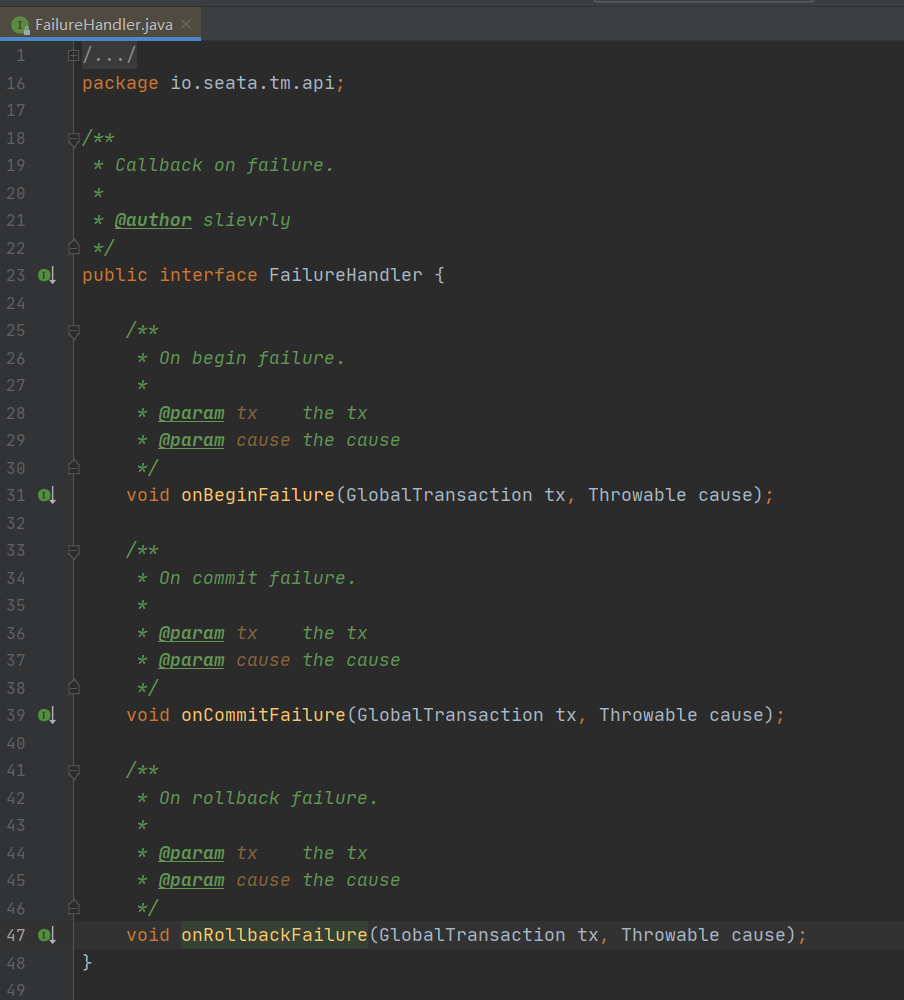 FailureHandler.java
1 /.../
16 package io.seata.tm.api;
17
18 /**
19 * Callback on failure.
20 *
21 * @author slievrly
22 */
23 public interface FailureHandler {
24
25 /**
26 * On begin failure.
27 *
28 * @param tx    the tx
29 * @param cause the cause
30 */
31 void onBeginFailure(GlobalTransaction tx, Throwable cause);
32
33 /**
34 * On commit failure.
35 *
36 * @param tx    the tx
37 * @param cause the cause
38 */
39 void onCommitFailure(GlobalTransaction tx, Throwable cause);
40
41 /**
42 * On rollback failure.
43 *
44 * @param tx    the tx
45 * @param cause the cause
46 */
47 void onRollbackFailure(GlobalTransaction tx, Throwable cause);
48 }
49